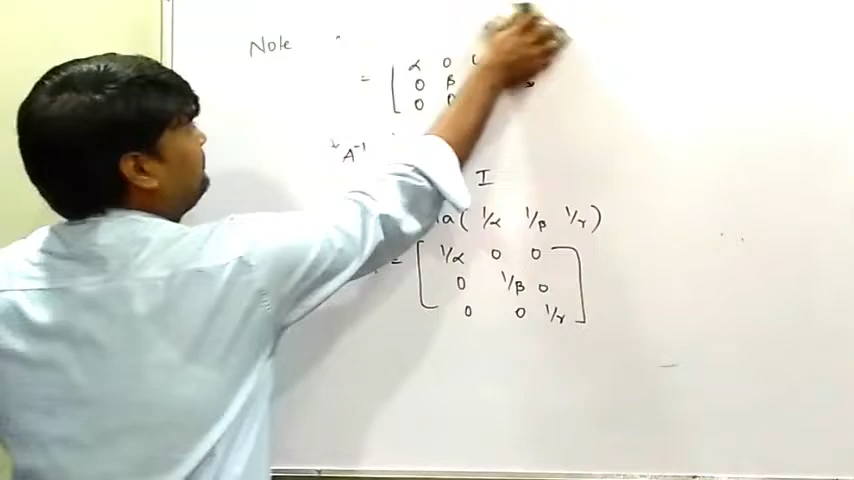 Note
= [ α 0
0 β
0 0
A⁻¹
I
a( 1/α 1/β 1/γ )
= [ 1/α 0 0 ]
0 1/β 0
0 0 1/γ